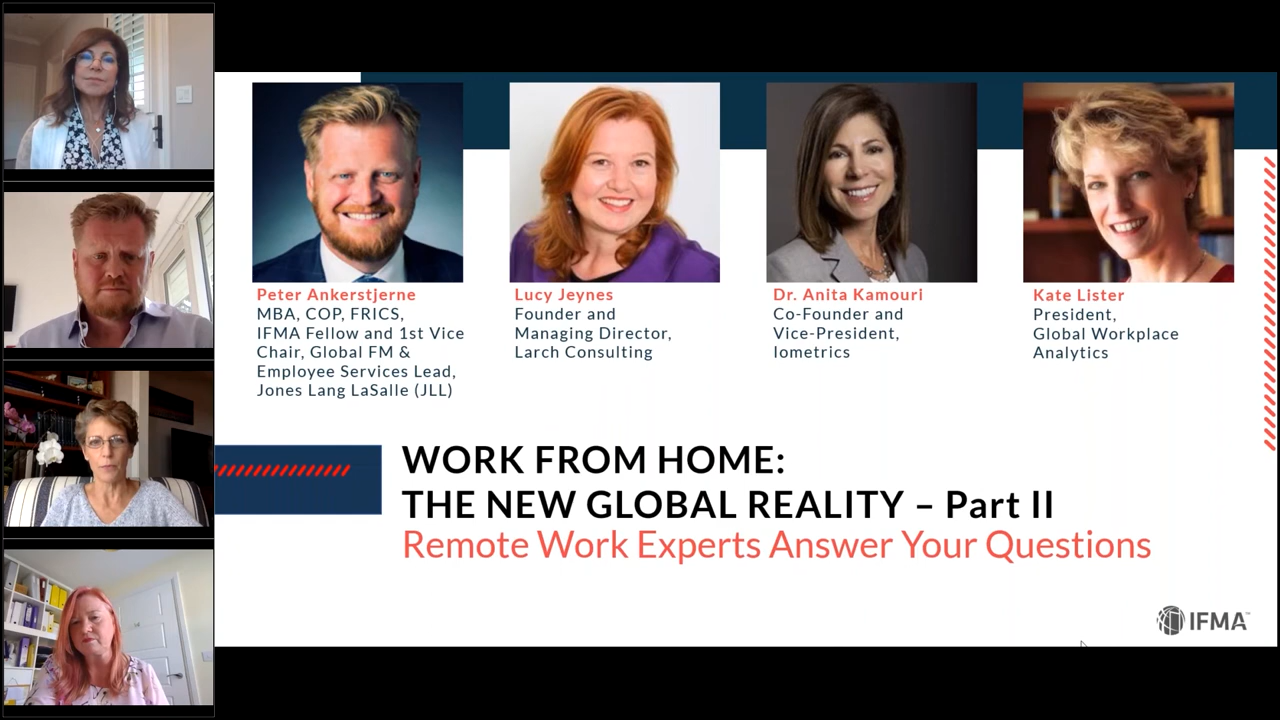 Peter Ankerstjerne
MBA, COP, FRICS,
IFMA Fellow and 1st Vice
Chair, Global FM &
Employee Services Lead,
Jones Lang LaSalle (JLL)
Lucy Jeynes
Founder and
Managing Director,
Larch Consulting
Dr. Anita Kamouri
Co-Founder and
Vice-President,
Iometrics
Kate Lister
President,
Global Workplace
Analytics
WORK FROM HOME:
THE NEW GLOBAL REALITY – Part II
Remote Work Experts Answer Your Questions
IFMA™